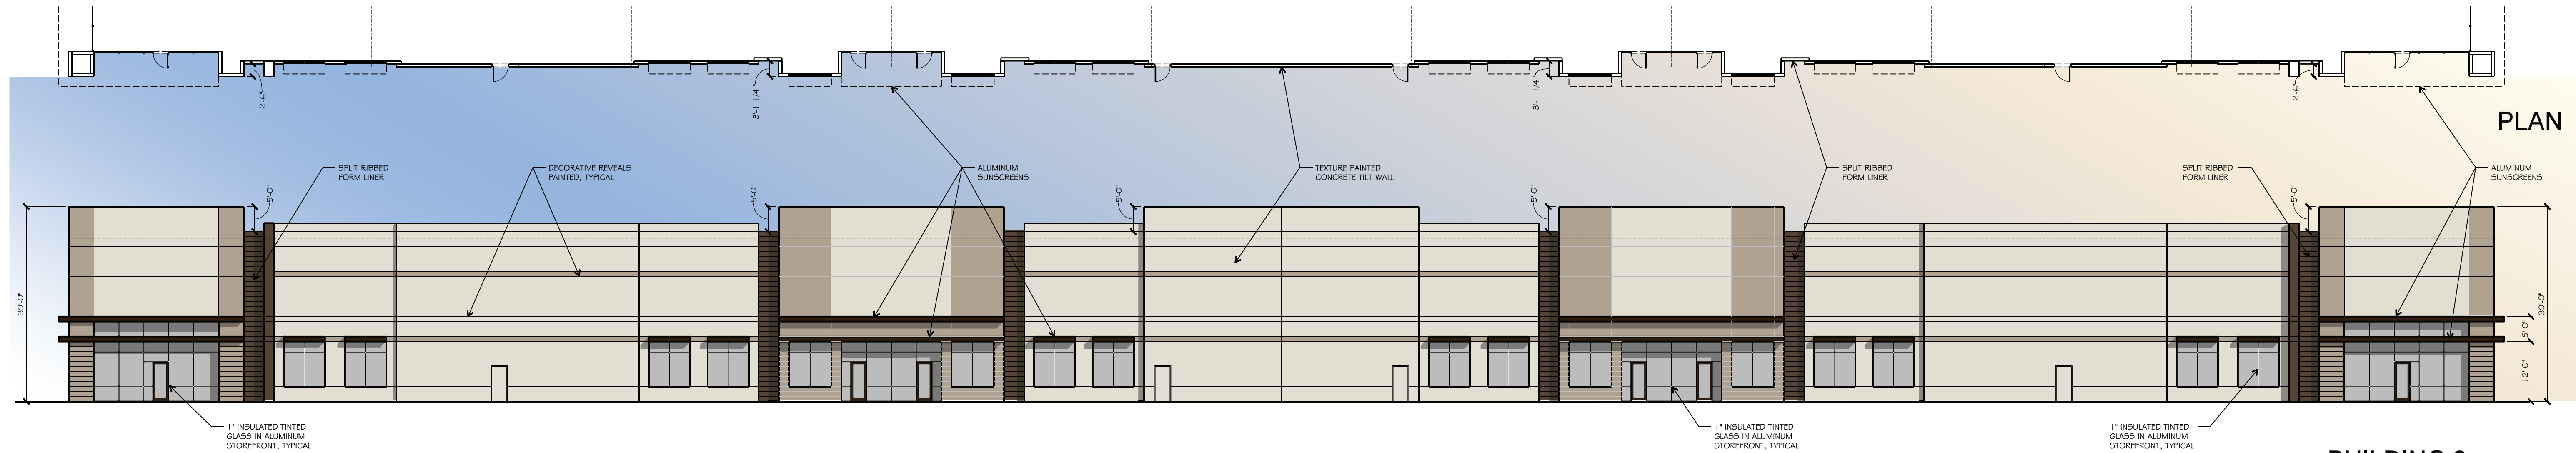 2'-6"
3'-1 1/4"
3'-1 1/4"
2'-6"
PLAN
SPLIT RIBBED
FORM LINER
DECORATIVE REVEALS
PAINTED, TYPICAL
ALUMINUM
SUNSCREENS
TEXTURE PAINTED
CONCRETE TILT-WALL
SPLIT RIBBED
FORM LINER
SPLIT RIBBED
FORM LINER
ALUMINUM
SUNSCREENS
5'-0"
5'-0"
5'-0"
5'-0"
5'-0"
39'-0"
39'-0"
5'-0"
12'-0"
1" INSULATED TINTED
GLASS IN ALUMINUM
STOREFRONT, TYPICAL
1" INSULATED TINTED
GLASS IN ALUMINUM
STOREFRONT, TYPICAL
1" INSULATED TINTED
GLASS IN ALUMINUM
STOREFRONT, TYPICAL